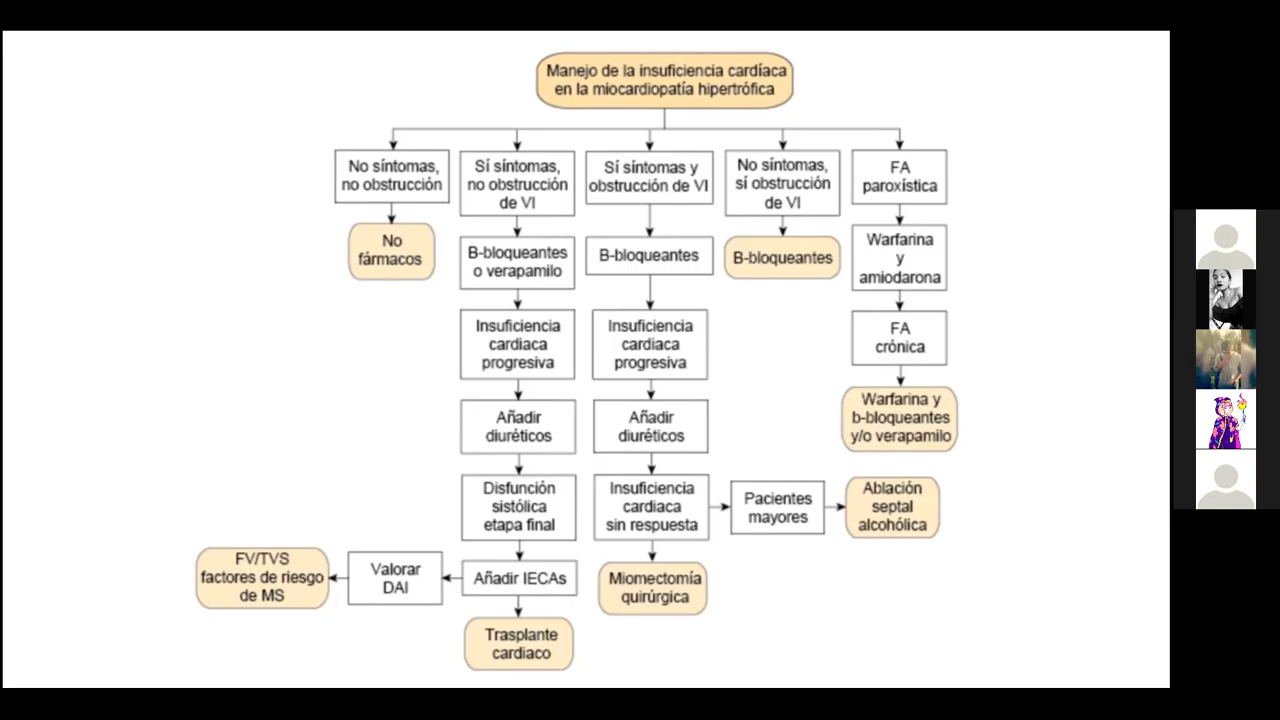 Manejo de la insuficiencia cardíaca
en la miocardiopatía hipertrófica
No síntomas,
no obstrucción
No
fármacos
Sí síntomas,
no obstrucción
de VI
B-bloqueantes
o verapamilo
Insuficiencia
cardiaca
progresiva
Añadir
diuréticos
Disfunción
sistólica
etapa final
Añadir IECAs
Valorar
DAI
FV/TVS
factores de riesgo
de MS
Trasplante
cardiaco
Sí síntomas y
obstrucción de VI
B-bloqueantes
Insuficiencia
cardiaca
progresiva
Añadir
diuréticos
Insuficiencia
cardiaca
sin respuesta
Miomectomía
quirúrgica
Pacientes
mayores
Ablación
septal
alcohólica
No síntomas,
sí obstrucción
de VI
B-bloqueantes
FA
paroxística
Warfarina
y
amiodarona
FA
crónica
Warfarina y
b-bloqueantes
y/o verapamilo